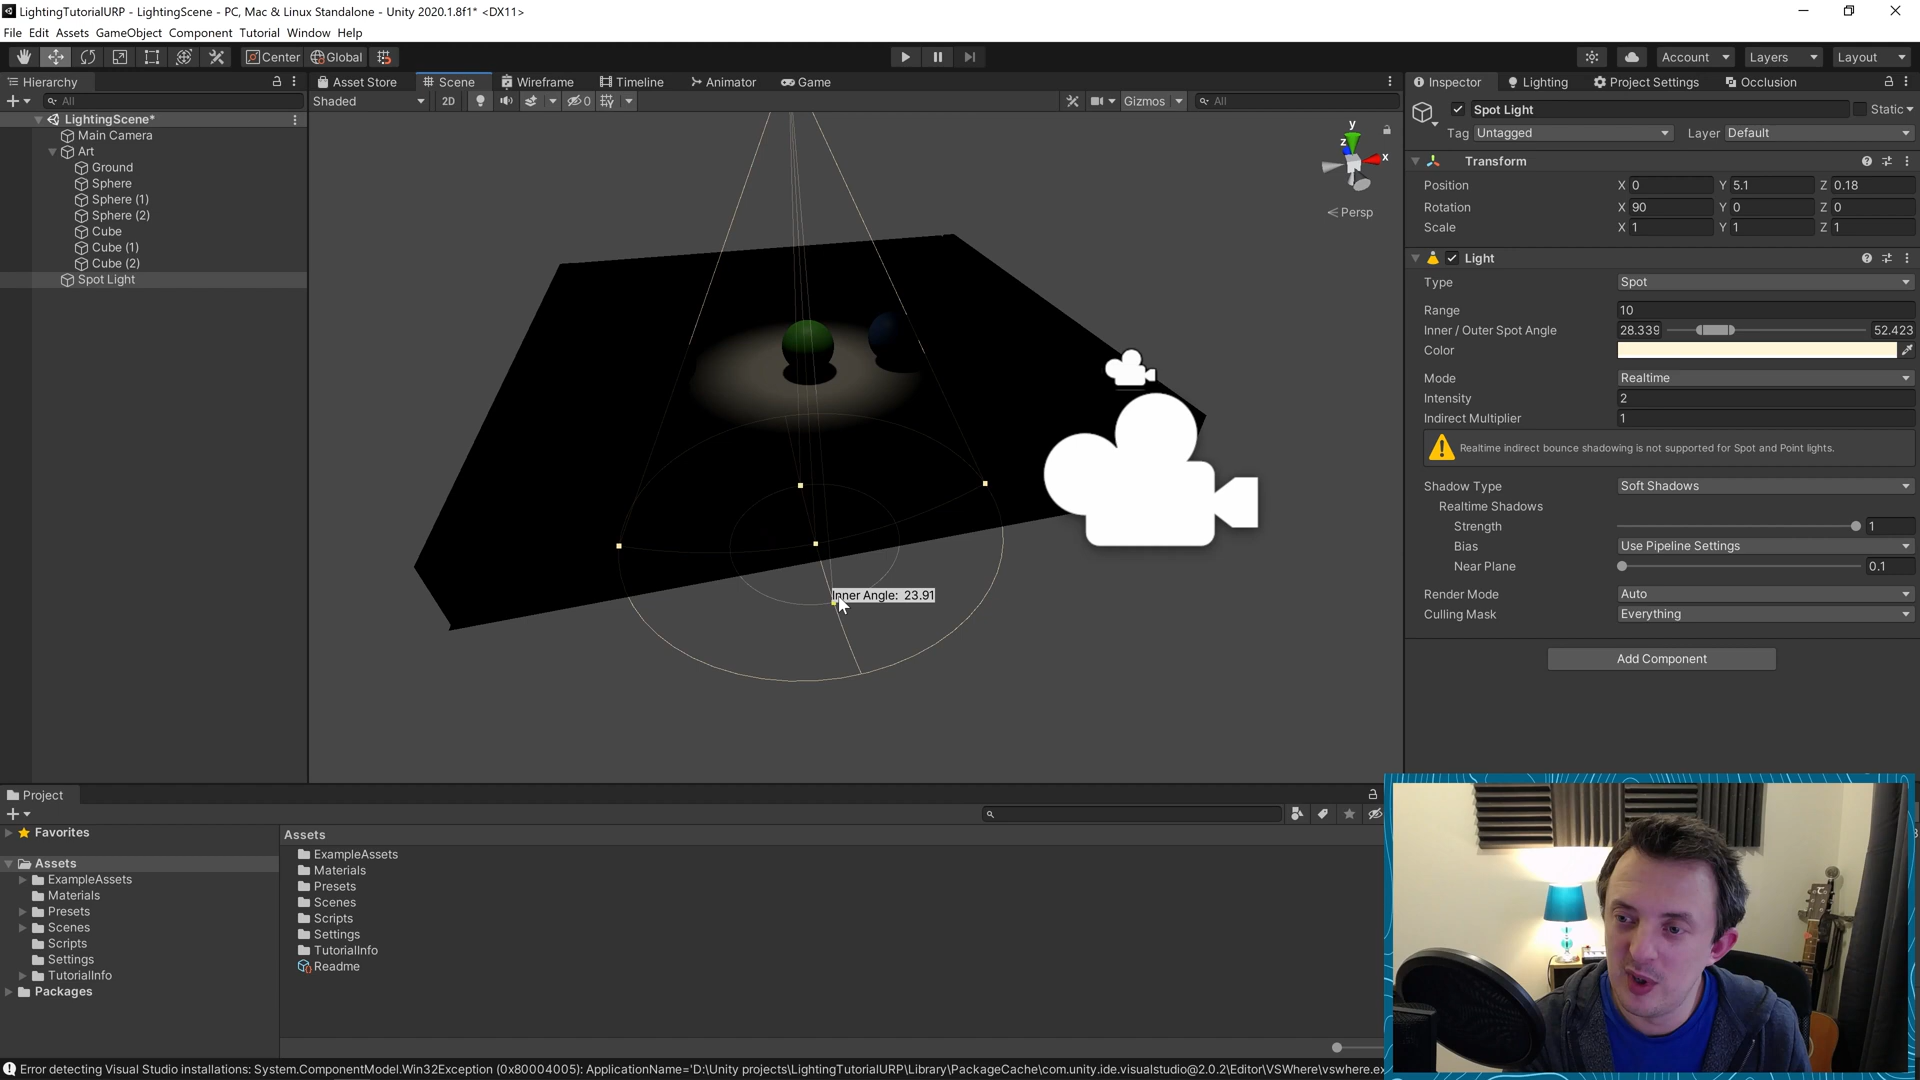 LightingTutorialURP - LightingScene - PC, Mac & Linux Standalone - Unity 2020.1.8f1* <DX11>
File Edit Assets GameObject Component Tutorial Window Help
Center Global Account Layers Layout
Hierarchy
All
LightingScene*
Main Camera
Art
Ground
Sphere
Sphere (1)
Sphere (2)
Cube
Cube (1)
Cube (2)
Spot Light
Asset Store Scene Wireframe Timeline Animator Game
Shaded 2D 0 Gizmos All
y
z
x
Persp
Inner Angle: 23.91
Inspector Lighting Project Settings Occlusion
Spot Light Static
Tag Untagged Layer Default
Transform
Position X 0 Y 5.1 Z 0.18
Rotation X 90 Y 0 Z 0
Scale X 1 Y 1 Z 1
Light
Type Spot
Range 10
Inner / Outer Spot Angle 28.339 52.423
Color
Mode Realtime
Intensity 2
Indirect Multiplier 1
Realtime indirect bounce shadowing is not supported for Spot and Point lights.
Shadow Type Soft Shadows
Realtime Shadows
Strength 1
Bias Use Pipeline Settings
Near Plane 0.1
Render Mode Auto
Culling Mask Everything
Add Component
Project
Favorites
Assets
ExampleAssets
Materials
Presets
Scenes
Scripts
Settings
TutorialInfo
Packages
Assets
ExampleAssets
Materials
Presets
Scenes
Scripts
Settings
TutorialInfo
Readme
Error detecting Visual Studio installations: System.ComponentModel.Win32Exception (0x80004005): ApplicationName='D:\Unity projects\LightingTutorialURP\Library\PackageCache\com.unity.ide.visualstudio@2.0.2\Editor\VSWhere\vswhere.ex